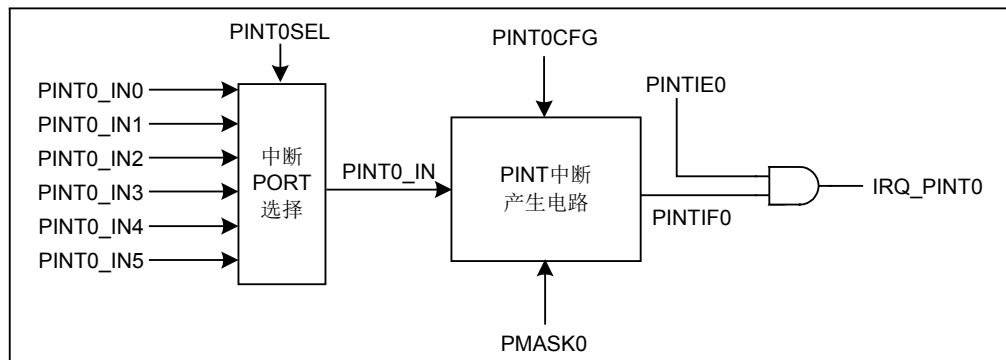 PINT0SEL
PINT0CFG
PINTIE0
PINT0_IN0
PINT0_IN1
PINT0_IN2
PINT0_IN3
PINT0_IN4
PINT0_IN5
中断
PORT
选择
PINT0_IN
PINT中断
产生电路
PINTIF0
IRQ_PINT0
PMASK0